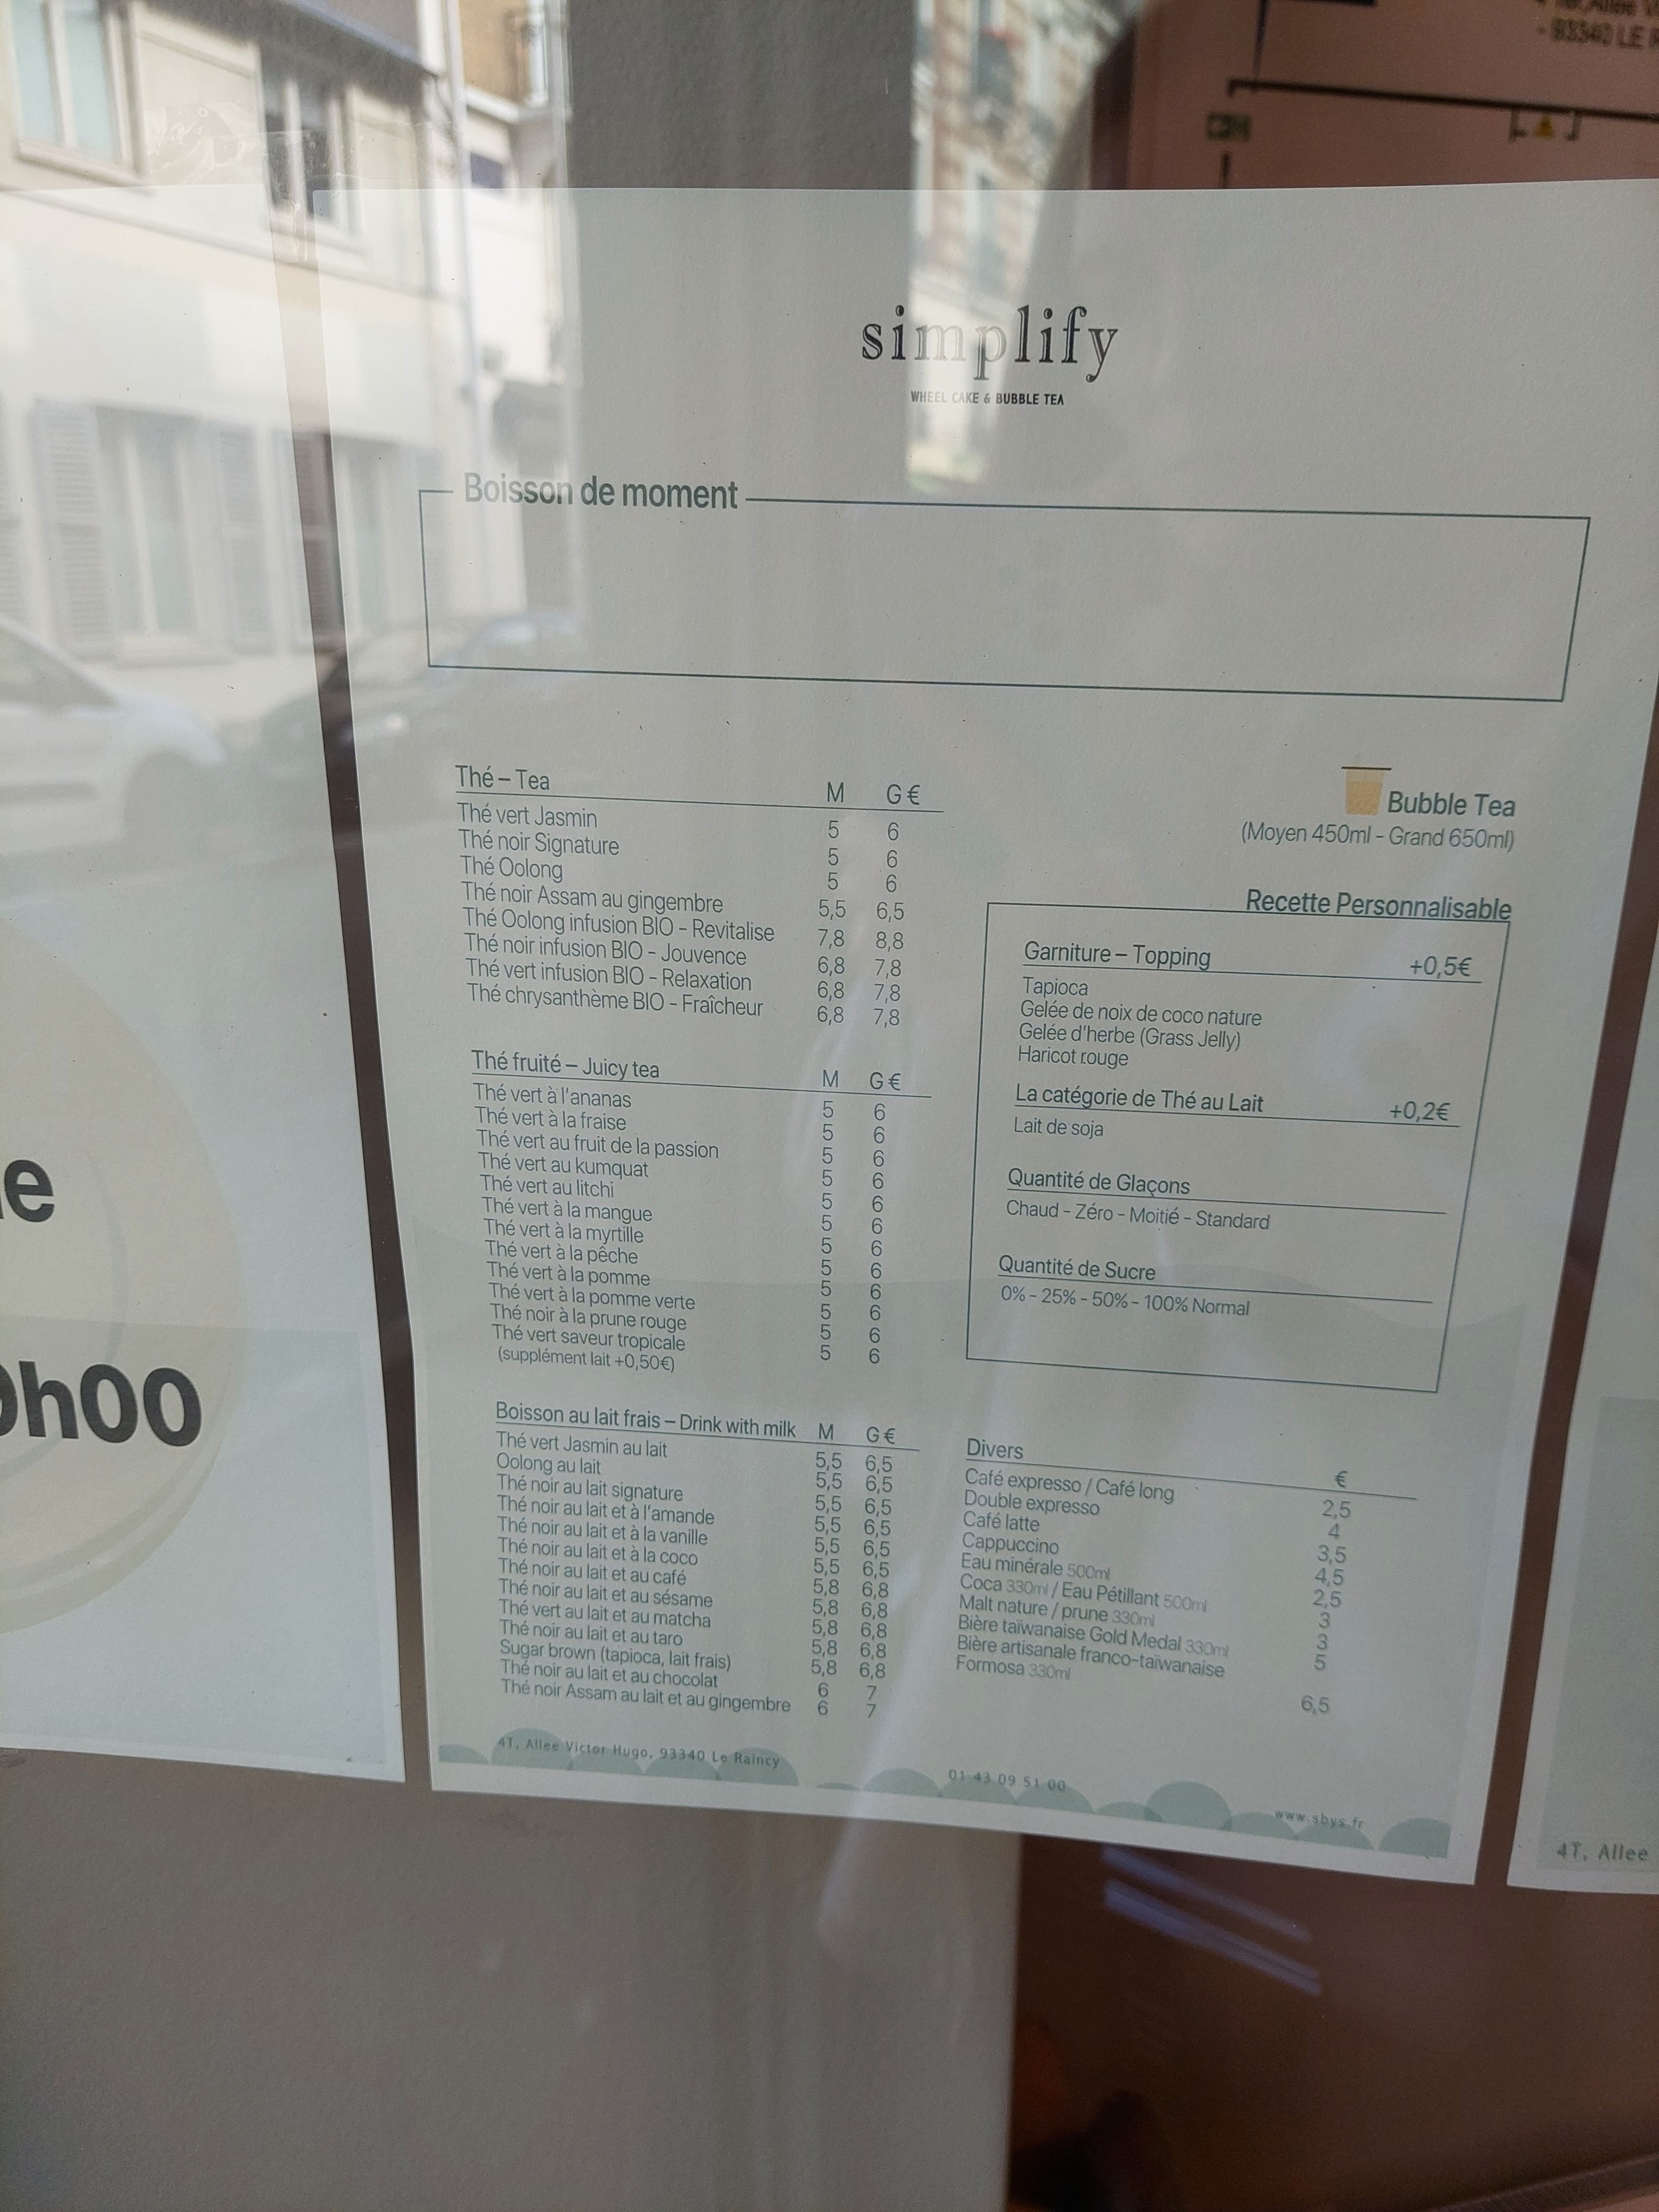 - 93340 LE
simplify
WHEEL CAKE & BUBBLE TEA
Boisson de moment
Thé – Tea M G€
Thé vert Jasmin 5 6
Thé noir Signature 5 6
Thé Oolong 5 6
Thé noir Assam au gingembre 5,5 6,5
Thé Oolong infusion BIO - Revitalise 7,8 8,8
Thé noir infusion BIO - Jouvence 6,8 7,8
Thé vert infusion BIO - Relaxation 6,8 7,8
Thé chrysanthème BIO - Fraîcheur 6,8 7,8
Thé fruité – Juicy tea M G€
Thé vert à l'ananas 5 6
Thé vert à la fraise 5 6
Thé vert au fruit de la passion 5 6
Thé vert au kumquat 5 6
Thé vert au litchi 5 6
Thé vert à la mangue 5 6
Thé vert à la myrtille 5 6
Thé vert à la pêche 5 6
Thé vert à la pomme 5 6
Thé vert à la pomme verte 5 6
Thé noir à la prune rouge 5 6
Thé vert saveur tropicale 5 6
(supplément lait +0,50€)
Boisson au lait frais – Drink with milk M G€
Thé vert Jasmin au lait 5,5 6,5
Oolong au lait 5,5 6,5
Thé noir au lait signature 5,5 6,5
Thé noir au lait et à l'amande 5,5 6,5
Thé noir au lait et à la vanille 5,5 6,5
Thé noir au lait et à la coco 5,5 6,5
Thé noir au lait et au café 5,8 6,8
Thé noir au lait et au sésame 5,8 6,8
Thé vert au lait et au matcha 5,8 6,8
Thé noir au lait et au taro 5,8 6,8
Sugar brown (tapioca, lait frais) 5,8 6,8
Thé noir au lait et au chocolat 6 7
Thé noir Assam au lait et au gingembre 6 7
Bubble Tea
(Moyen 450ml - Grand 650ml)
Recette Personnalisable
Garniture – Topping +0,5€
Tapioca
Gelée de noix de coco nature
Gelée d'herbe (Grass Jelly)
Haricot rouge
La catégorie de Thé au Lait +0,2€
Lait de soja
Quantité de Glaçons
Chaud - Zéro - Moitié - Standard
Quantité de Sucre
0% - 25% - 50% - 100% Normal
Divers €
Café expresso / Café long 2,5
Double expresso 4
Café latte 3,5
Cappuccino 4,5
Eau minérale 500ml 2,5
Coca 330ml / Eau Pétillant 500ml 3
Malt nature / prune 330ml 3
Bière taïwanaise Gold Medal 330ml 5
Bière artisanale franco-taïwanaise
Formosa 330ml 6,5
4T, Allee Victor Hugo, 93340 Le Raincy
01 43 09 51 00
www.sbys.fr
e
h00
4T, Allee